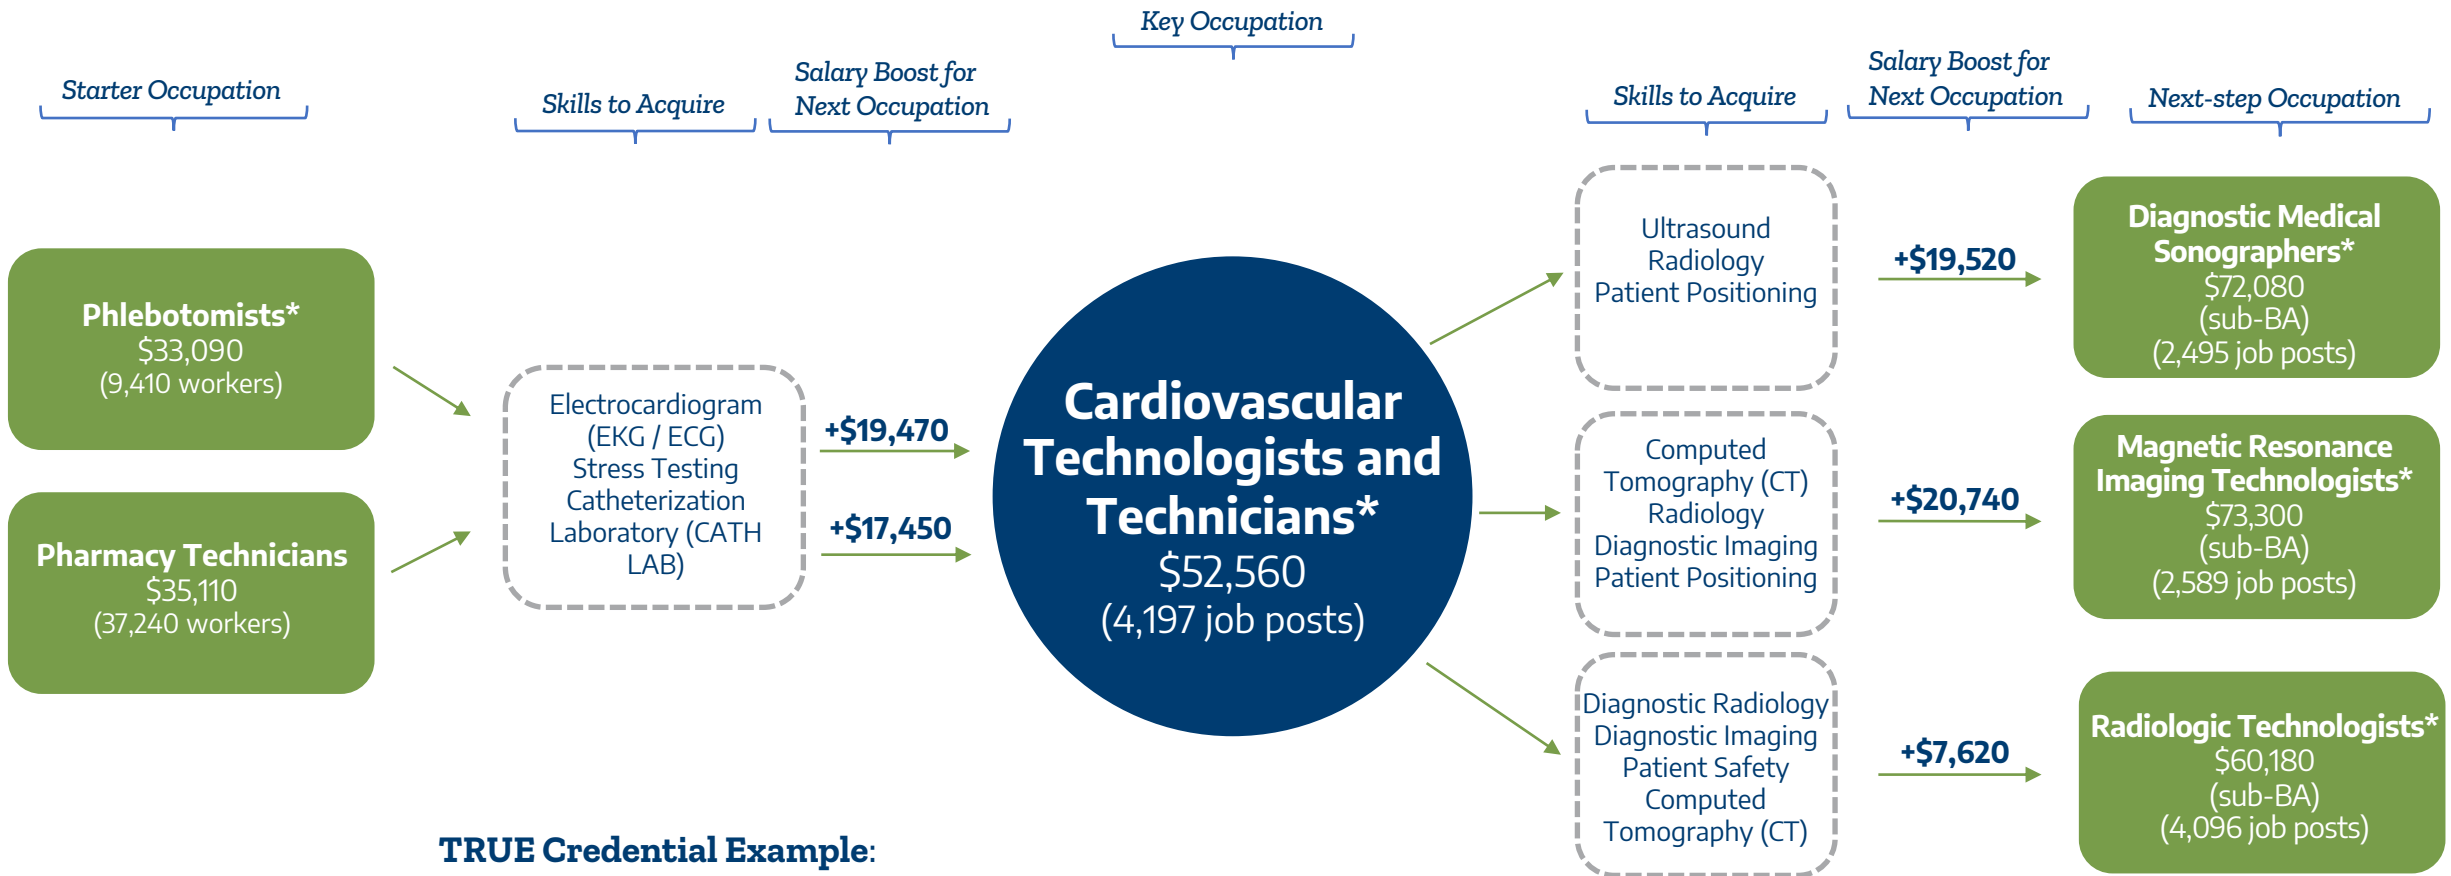 Key Occupation
Starter Occupation
Skills to Acquire
Salary Boost for
Next Occupation
Skills to Acquire
Salary Boost for
Next Occupation
Next-step Occupation
Phlebotomists*
$33,090
(9,410 workers)
Pharmacy Technicians
$35,110
(37,240 workers)
Electrocardiogram
(EKG / ECG)
Stress Testing
Catheterization
Laboratory (CATH
LAB)
+$19,470
+$17,450
Cardiovascular
Technologists and
Technicians*
$52,560
(4,197 job posts)
Ultrasound
Radiology
Patient Positioning
+$19,520
Diagnostic Medical
Sonographers*
$72,080
(sub-BA)
(2,495 job posts)
Computed
Tomography (CT)
Radiology
Diagnostic Imaging
Patient Positioning
+$20,740
Magnetic Resonance
Imaging Technologists*
$73,300
(sub-BA)
(2,589 job posts)
Diagnostic Radiology
Diagnostic Imaging
Patient Safety
Computed
Tomography (CT)
+$7,620
Radiologic Technologists*
$60,180
(sub-BA)
(4,096 job posts)
TRUE Credential Example: